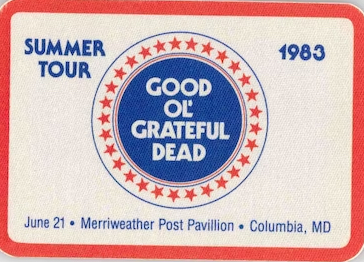 SUMMER
TOUR
1983
GOOD
OL'
GRATEFUL
DEAD
June 21 • Merriweather Post Pavillion • Columbia, MD